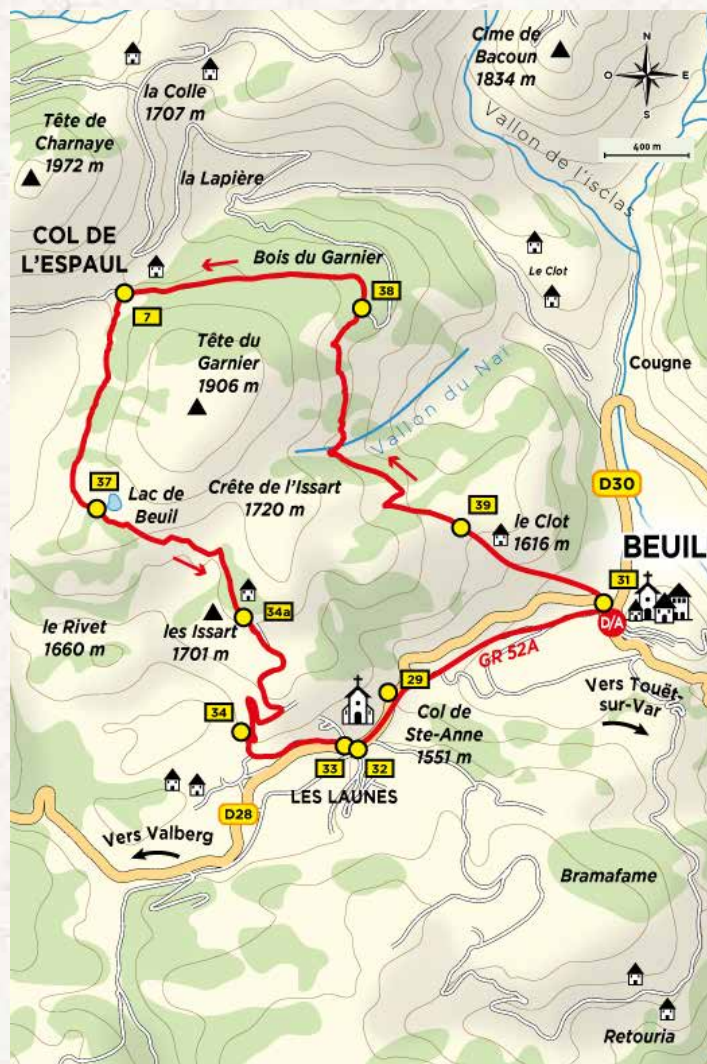 Cime de
Bacoun
1834 m
N
O
E
S
400 m
la Colle
1707 m
Tête de
Charnaye
1972 m
la Lapière
Vallon de l'isclas
COL DE
L'ESPAUL
Bois du Garnier
Le Clot
7
38
Tête du
Garnier
1906 m
Cougne
Vallon du Naï
D30
37
Lac de
Beuil
Crête de l'Issart
1720 m
39
le Clot
1616 m
BEUIL
31
D/A
34a
le Rivet
1660 m
les Issart
1701 m
GR 52A
29
Vers Touët-
sur-Var
34
Col de
Ste-Anne
1551 m
33
32
LES LAUNES
D28
Vers Valberg
Bramafame
Retouria